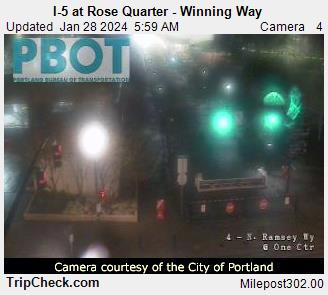 I-5 at Rose Quarter - Winning Way
Updated Jan 28 2024 5:59 AM Camera 4
PBOT
PORTLAND BUREAU OF TRANSPORTATION
4 - N. Ramsey Wy
@ One Ctr
Camera courtesy of the City of Portland
TripCheck.com Milepost302.00